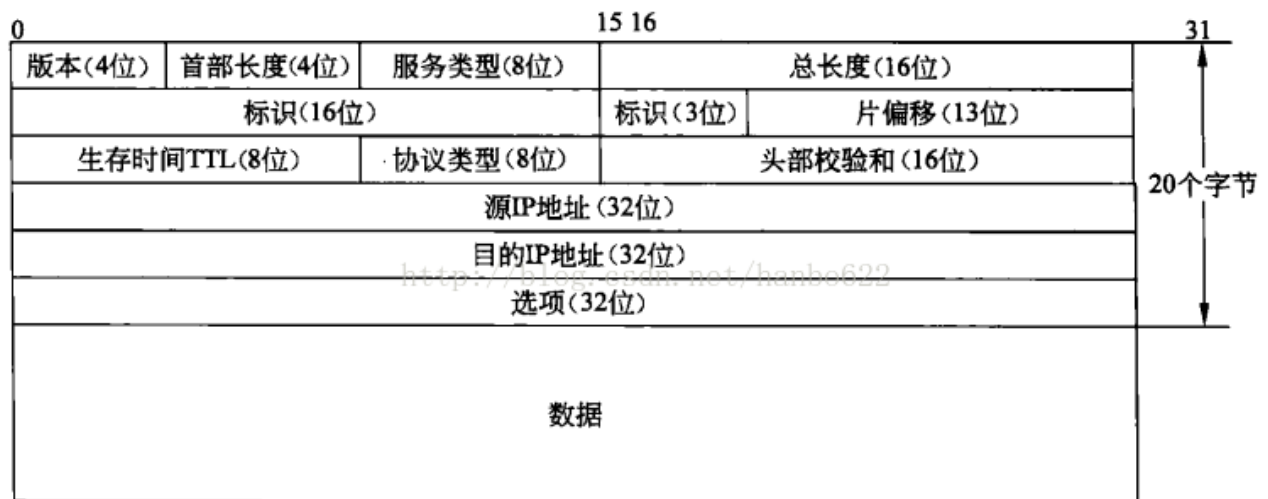 0 15 16 31
版本(4位) 首部长度(4位) 服务类型(8位) 总长度(16位)
标识(16位) 标识(3位) 片偏移(13位)
生存时间TTL(8位) 协议类型(8位) 头部校验和(16位)
20个字节
源IP地址(32位)
目的IP地址(32位)
http://blog.csdn.net/hanbo622
选项(32位)
数据